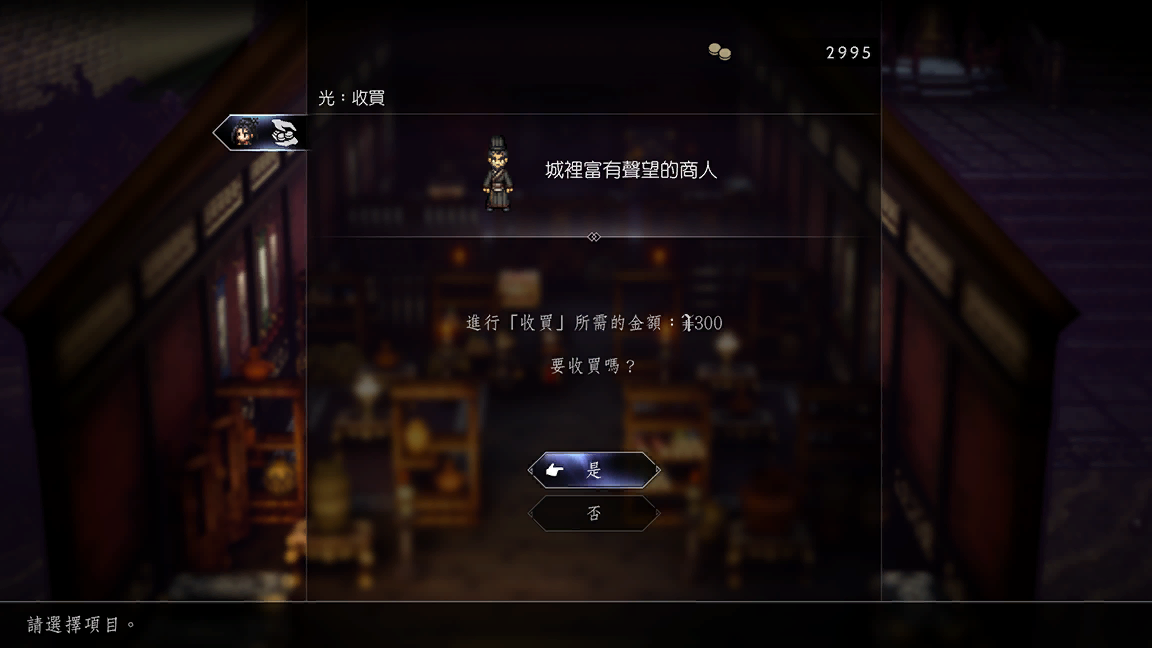 2995
光：收買
城裡富有聲望的商人
進行「收買」所需的金額：300
要收買嗎？
是
否
請選擇項目。